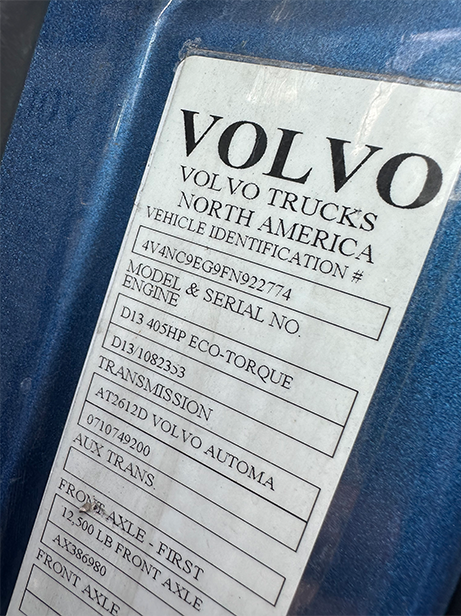 VOLVO
VOLVO TRUCKS
NORTH AMERICA
VEHICLE IDENTIFICATION #
4V4NC9EG9FN922774
MODEL & SERIAL NO.
ENGINE
D13 405HP ECO-TORQUE
D13/1082353
TRANSMISSION
AT2612D VOLVO AUTOMA
0710749200
AUX TRANS.
FRONT AXLE - FIRST
12,500 LB FRONT AXLE
AX386980
FRONT AXLE